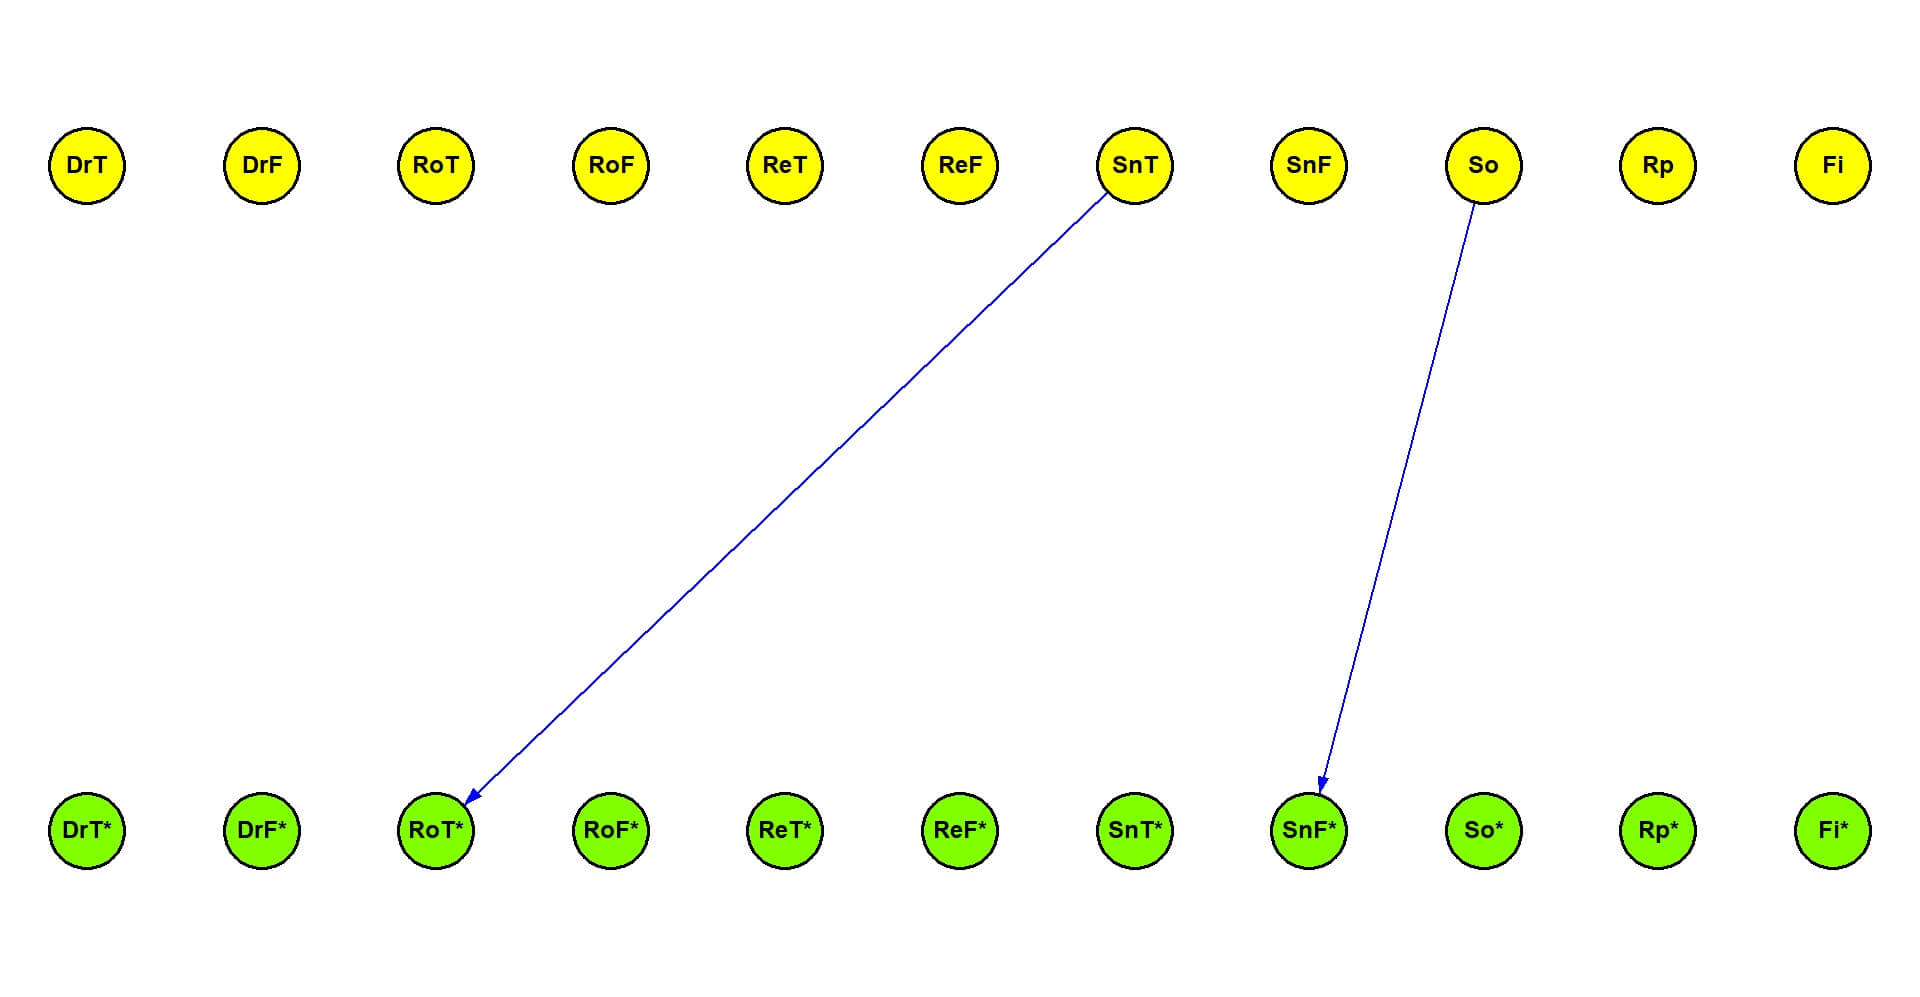 DrT DrF RoT RoF ReT ReF SnT SnF So Rp Fi
DrT* DrF* RoT* RoF* ReT* ReF* SnT* SnF* So* Rp* Fi*